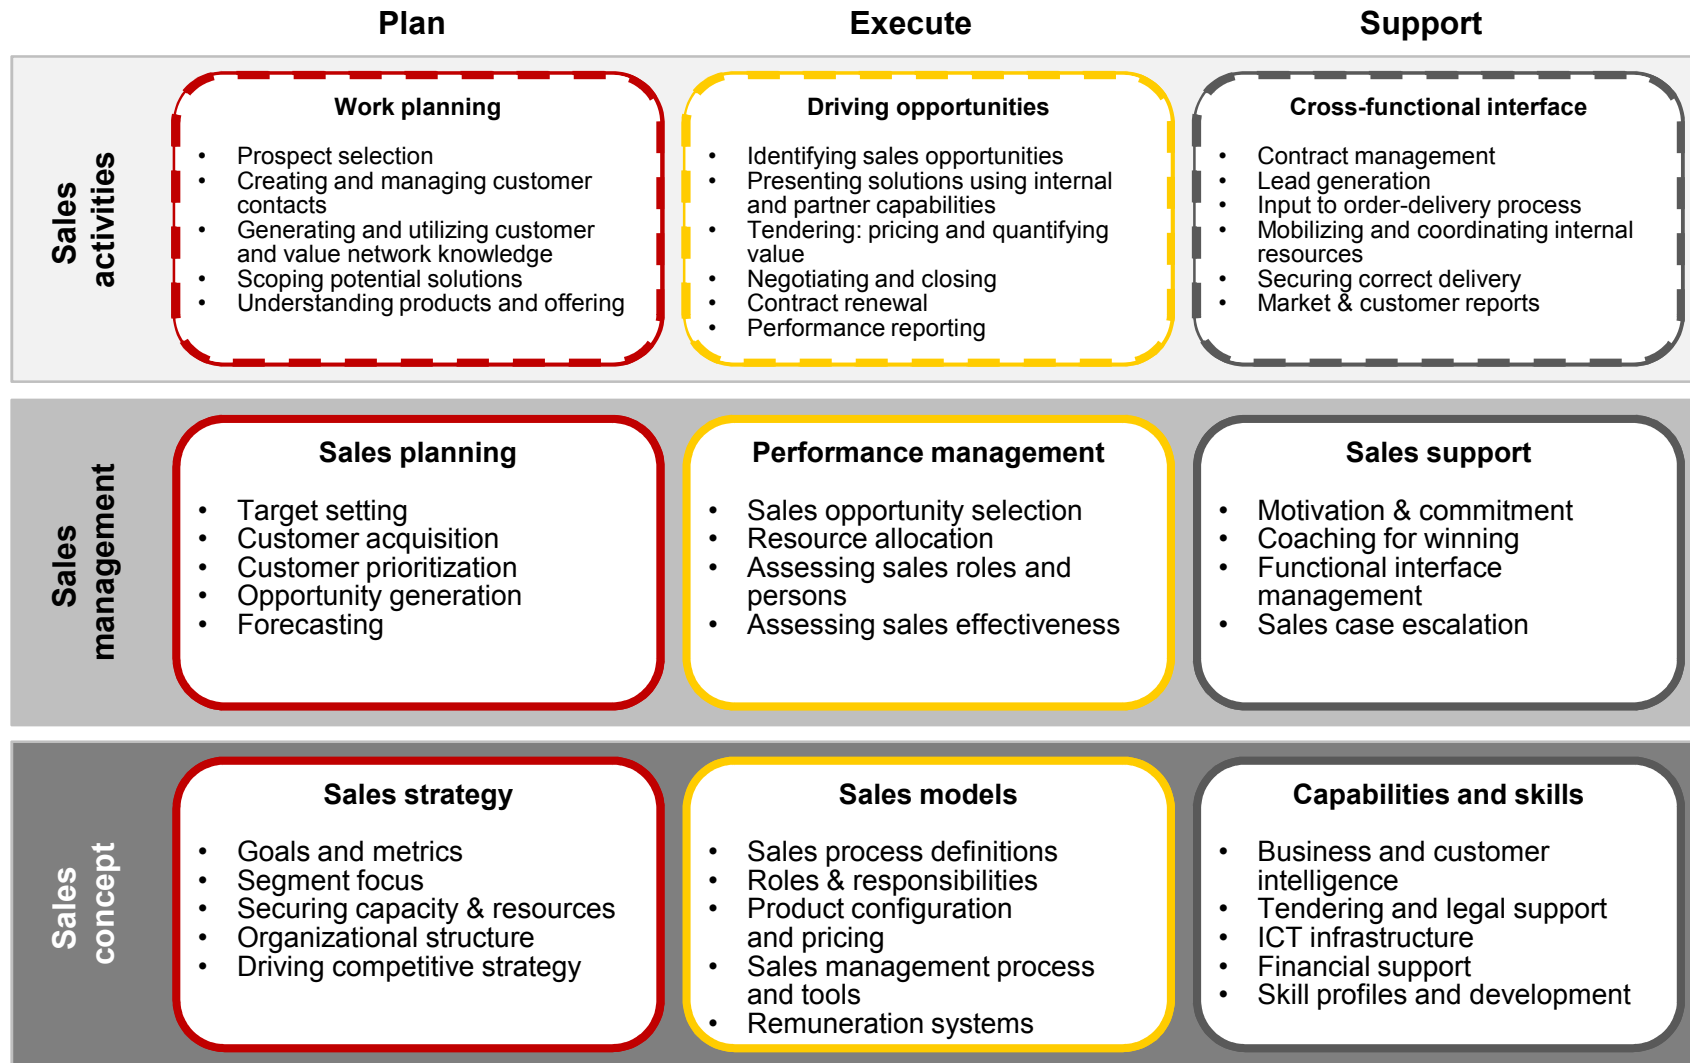 Plan
Execute
Support
Sales
activities
Work planning
• Prospect selection
• Creating and managing customer
contacts
• Generating and utilizing customer
and value network knowledge
• Scoping potential solutions
• Understanding products and offering
Driving opportunities
• Identifying sales opportunities
• Presenting solutions using internal
and partner capabilities
• Tendering: pricing and quantifying
value
• Negotiating and closing
• Contract renewal
• Performance reporting
Cross-functional interface
• Contract management
• Lead generation
• Input to order-delivery process
• Mobilizing and coordinating internal
resources
• Securing correct delivery
• Market & customer reports
Sales
management
Sales planning
• Target setting
• Customer acquisition
• Customer prioritization
• Opportunity generation
• Forecasting
Performance management
• Sales opportunity selection
• Resource allocation
• Assessing sales roles and
persons
• Assessing sales effectiveness
Sales support
• Motivation & commitment
• Coaching for winning
• Functional interface
management
• Sales case escalation
Sales
concept
Sales strategy
• Goals and metrics
• Segment focus
• Securing capacity & resources
• Organizational structure
• Driving competitive strategy
Sales models
• Sales process definitions
• Roles & responsibilities
• Product configuration
and pricing
• Sales management process
and tools
• Remuneration systems
Capabilities and skills
• Business and customer
intelligence
• Tendering and legal support
• ICT infrastructure
• Financial support
• Skill profiles and development